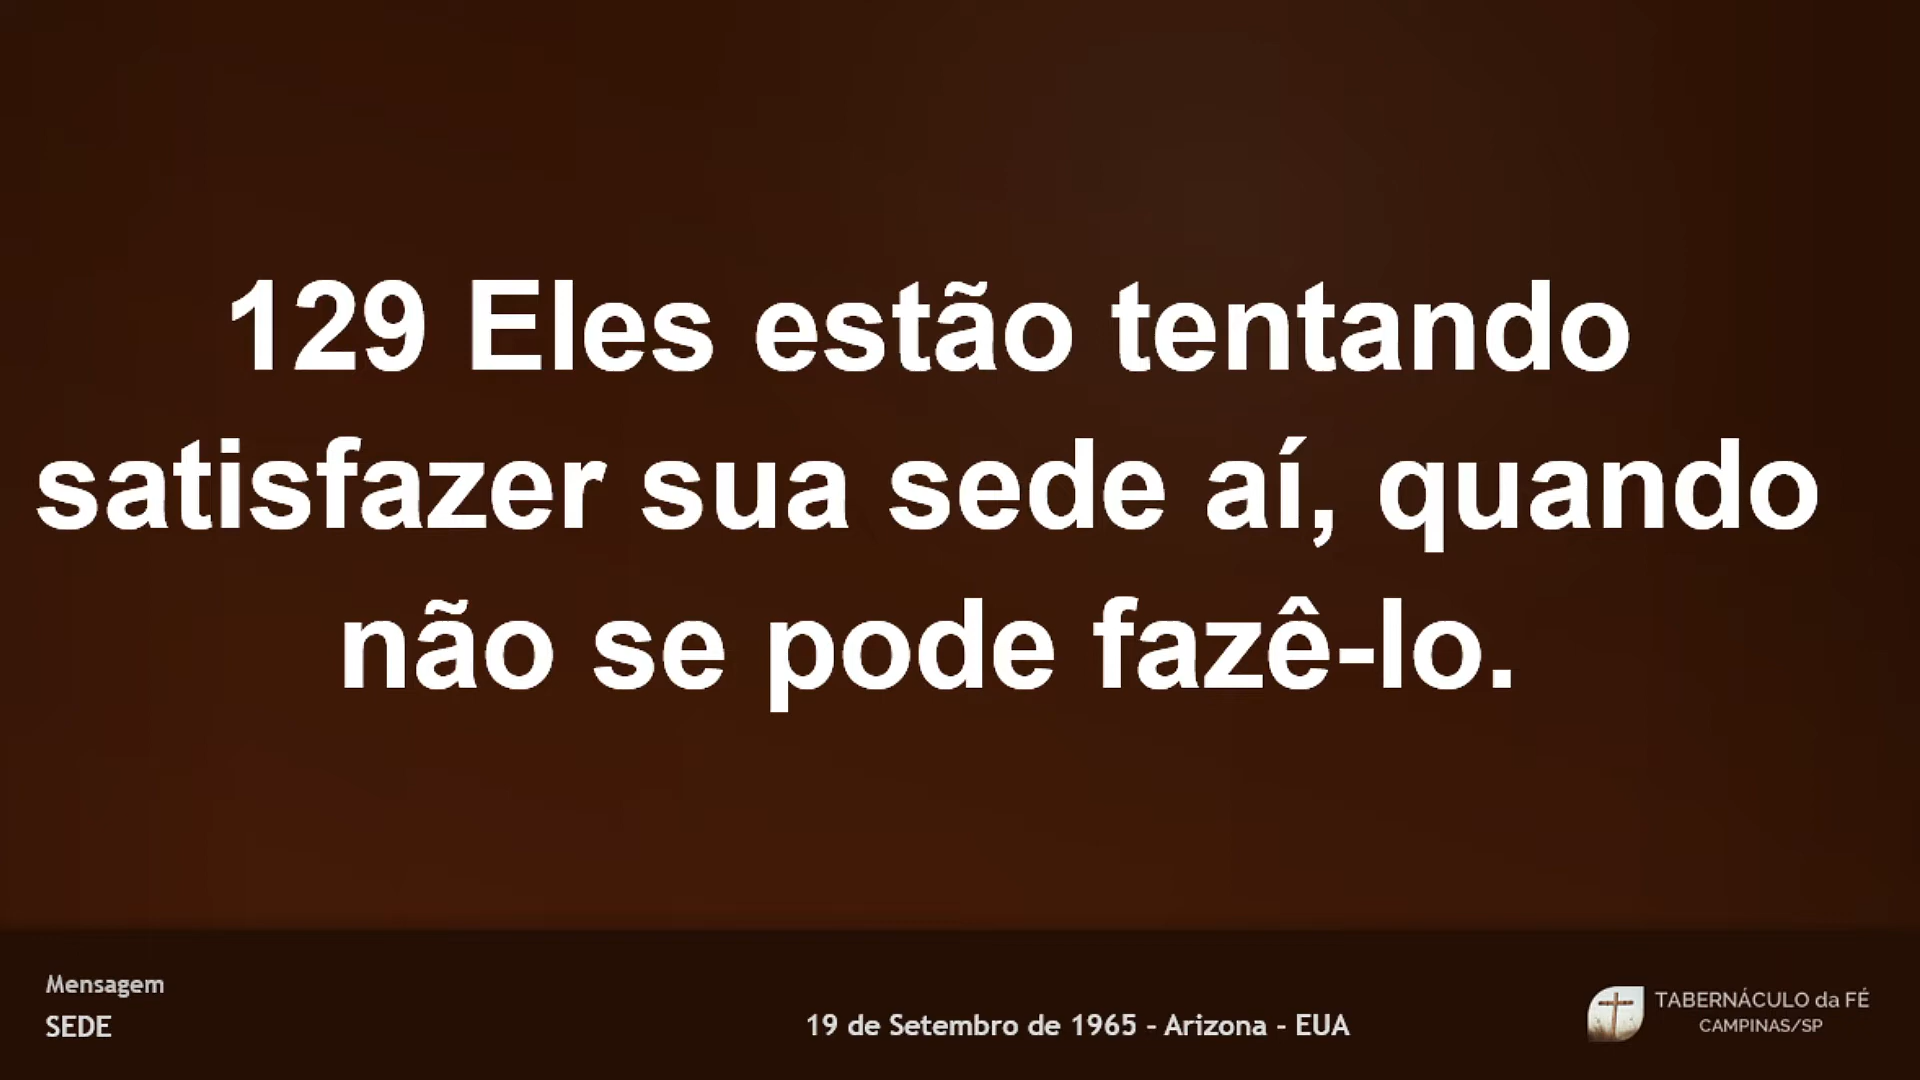 129 Eles estão tentando
satisfazer sua sede aí, quando
não se pode fazê-lo.
Mensagem
SEDE
19 de Setembro de 1965 - Arizona - EUA
TABERNÁCULO da FÉ
CAMPINAS/SP